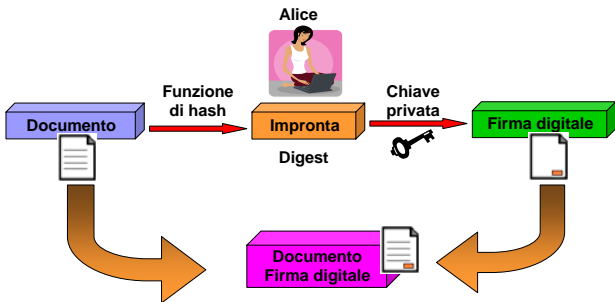 Alice
Funzione
di hash
Chiave
privata
Documento
Impronta
Firma digitale
Digest
Documento
Firma digitale